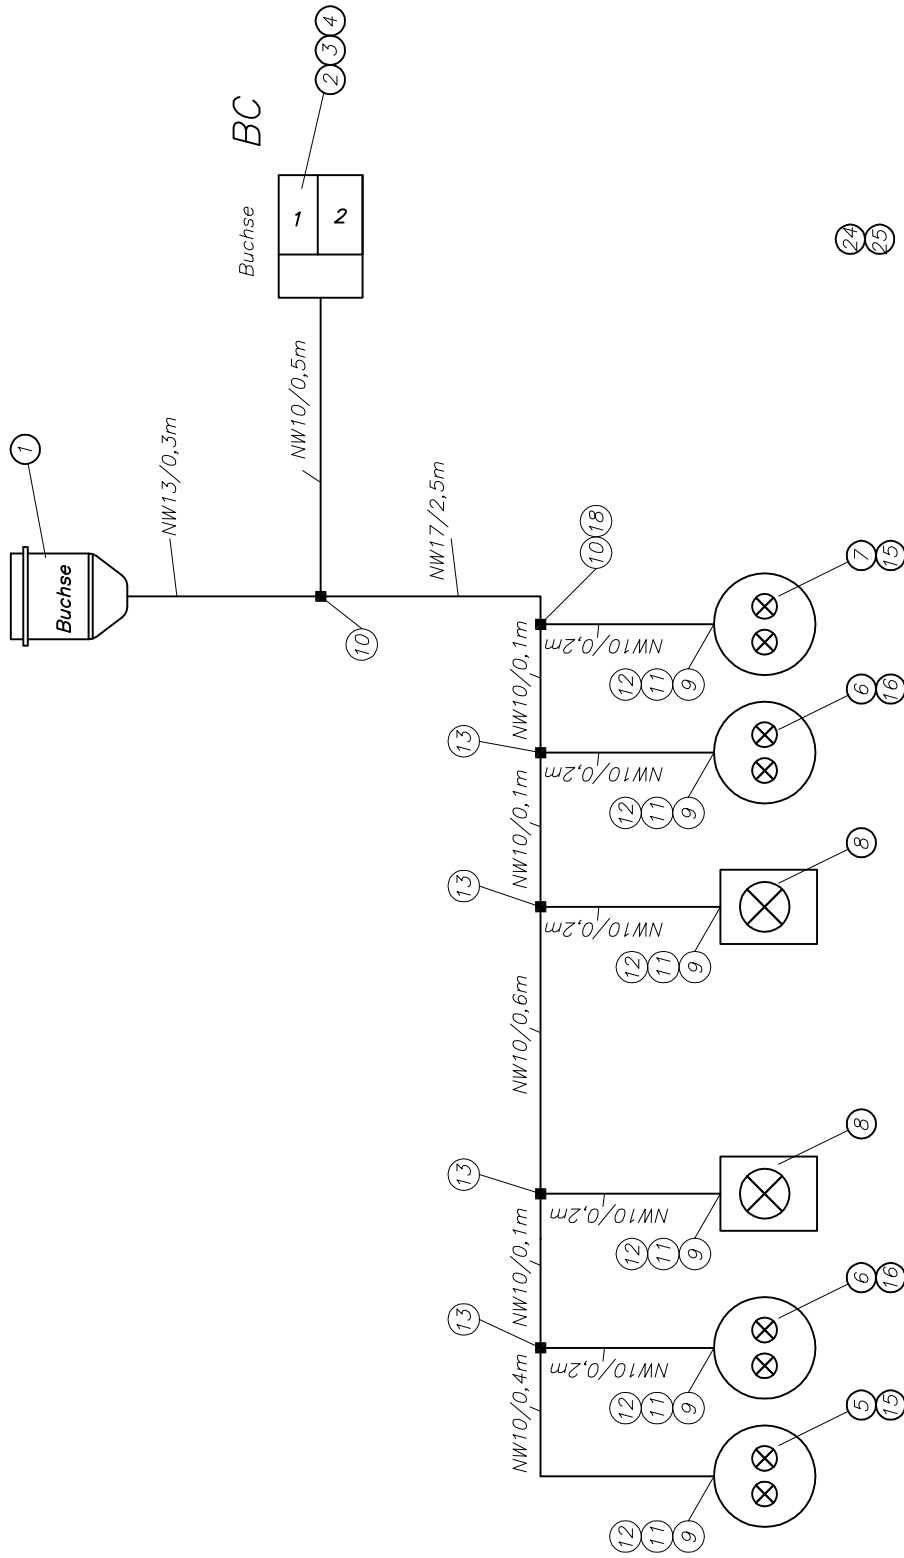 2 3 4
BC
Buchse
1
2
24
25
1
Buchse
NW13/0,3m
NW10/0,5m
NW17/2,5m
10
10 18
NW10/0,1m
NW10/0,2m
12 11 9
7
15
13
NW10/0,1m
NW10/0,2m
12 11 9
6
16
13
NW10/0,6m
NW10/0,2m
12 11 9
8
13
NW10/0,1m
NW10/0,2m
12 11 9
8
13
NW10/0,4m
NW10/0,2m
12 11 9
6
16
12 11 9
5
15